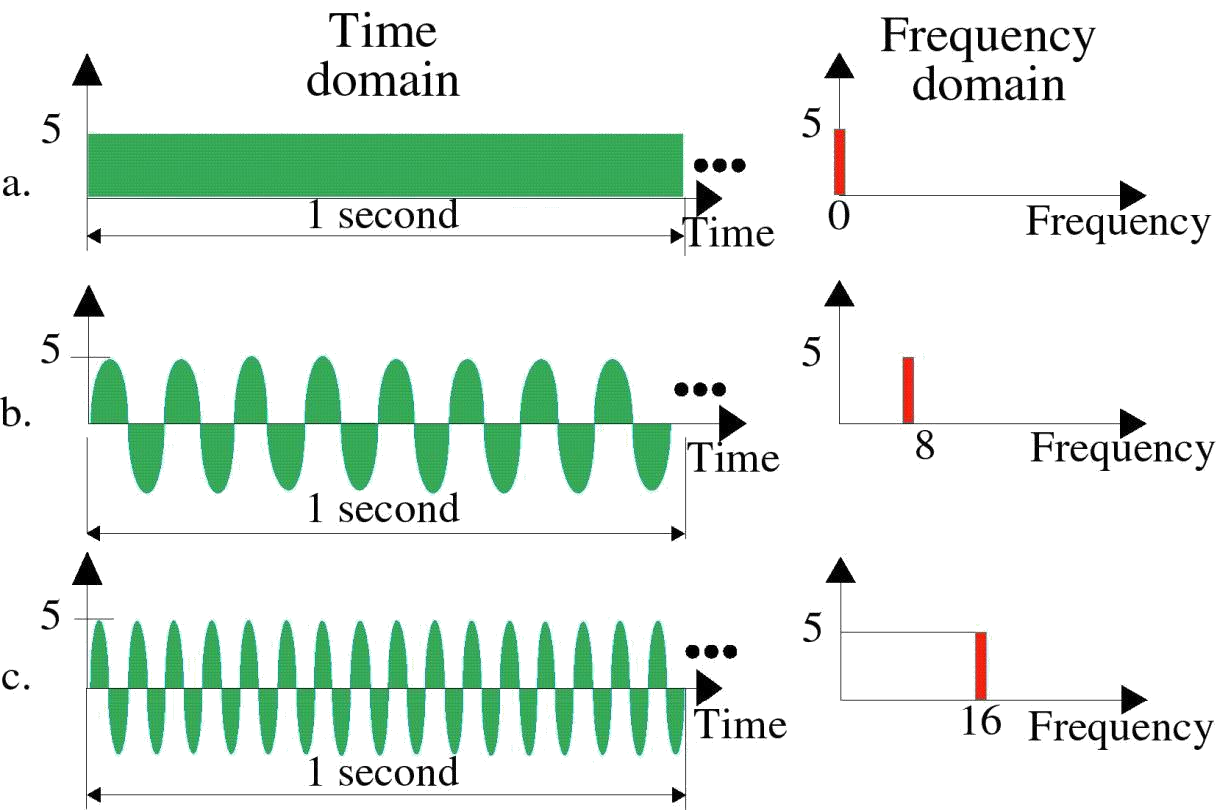 Time
domain
Frequency
domain
5
5
a.
1 second
Time
0
Frequency
5
5
b.
8
Time
Frequency
1 second
5
5
c.
16
Time
Frequency
1 second